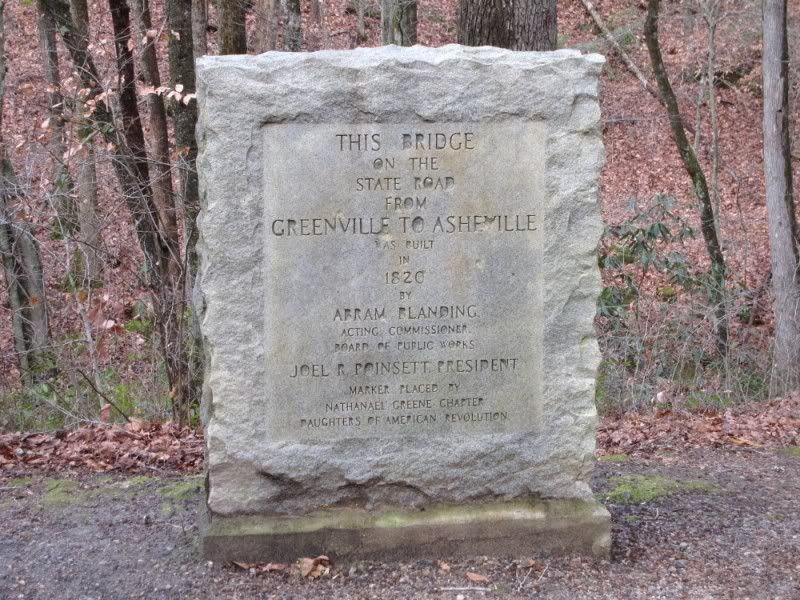 THIS BRIDGE
ON THE
STATE ROAD
FROM
GREENVILLE TO ASHEVILLE
WAS BUILT
IN
1820
BY
ABRAM BLANDING
ACTING COMMISSIONER
BOARD OF PUBLIC WORKS
JOEL R. POINSETT, PRESIDENT
MARKER PLACED BY
NATHANAEL GREENE CHAPTER
DAUGHTERS OF AMERICAN REVOLUTION